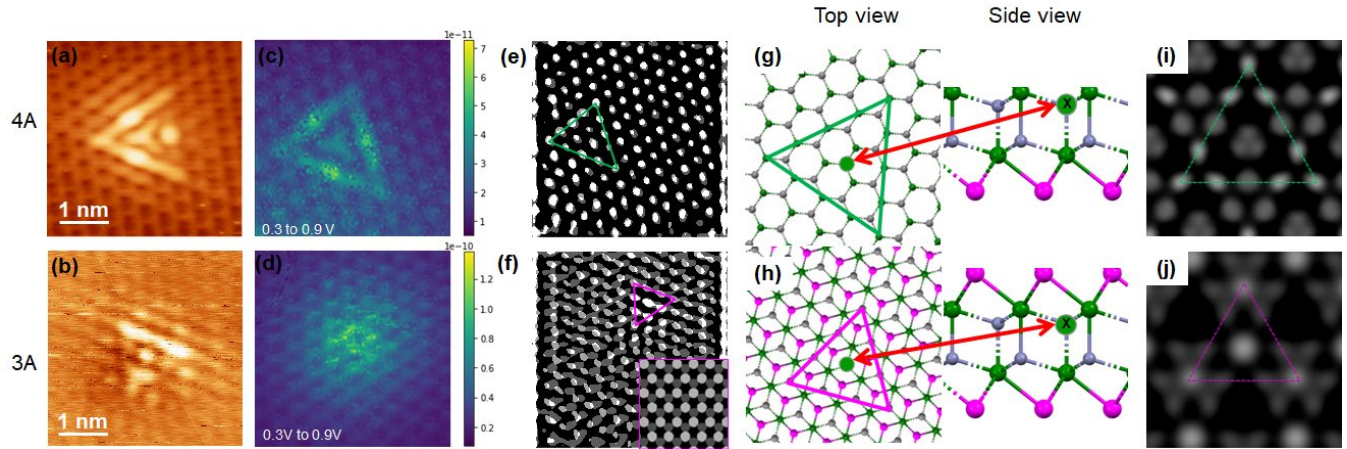 Top view Side view
4A
(a)
1 nm
(c)
0.3 to 0.9 V
1e-11
7
6
5
4
3
2
1
(e)
(g)
X
(i)
3A
(b)
1 nm
(d)
0.3V to 0.9V
1e-10
1.2
1.0
0.8
0.6
0.4
0.2
(f)
(h)
X
(j)